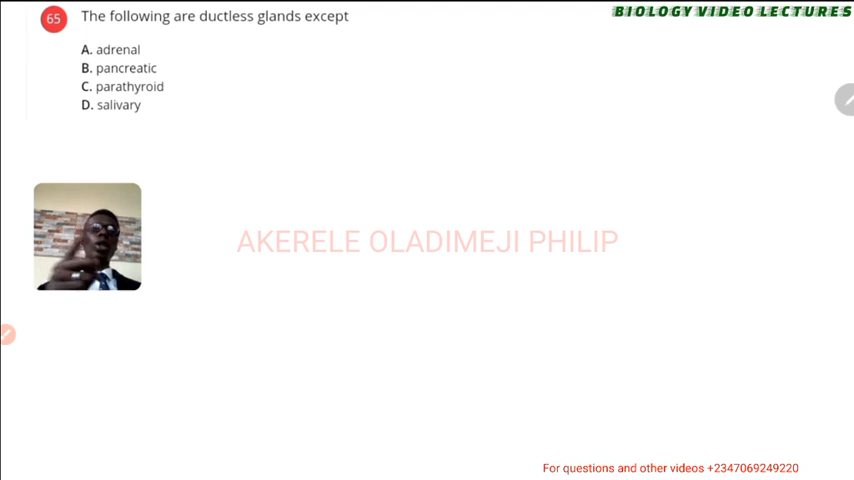 BIOLOGY VIDEO LECTURES
65 The following are ductless glands except
A. adrenal
B. pancreatic
C. parathyroid
D. salivary
AKERELE OLADIMEJI PHILIP
For questions and other videos +2347069249220